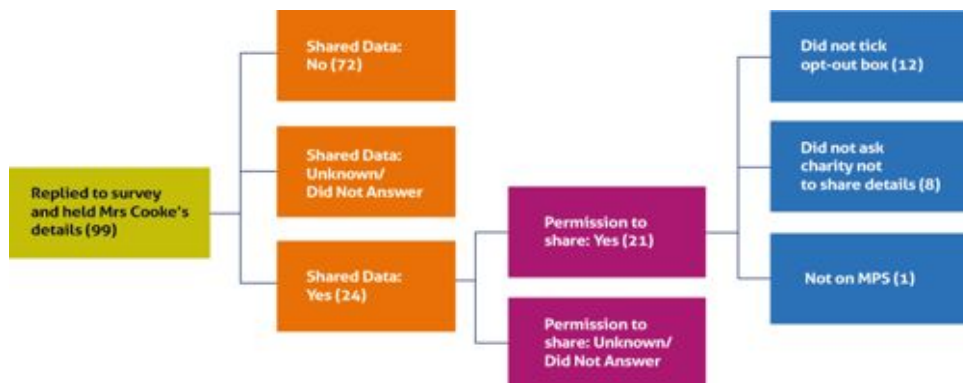 Replied to survey
and held Mrs Cooke's
details (99)
Shared Data:
No (72)
Shared Data:
Unknown/
Did Not Answer
Shared Data:
Yes (24)
Permission to
share: Yes (21)
Permission to
share: Unknown/
Did Not Answer
Did not tick
opt-out box (12)
Did not ask
charity not
to share details (8)
Not on MPS (1)